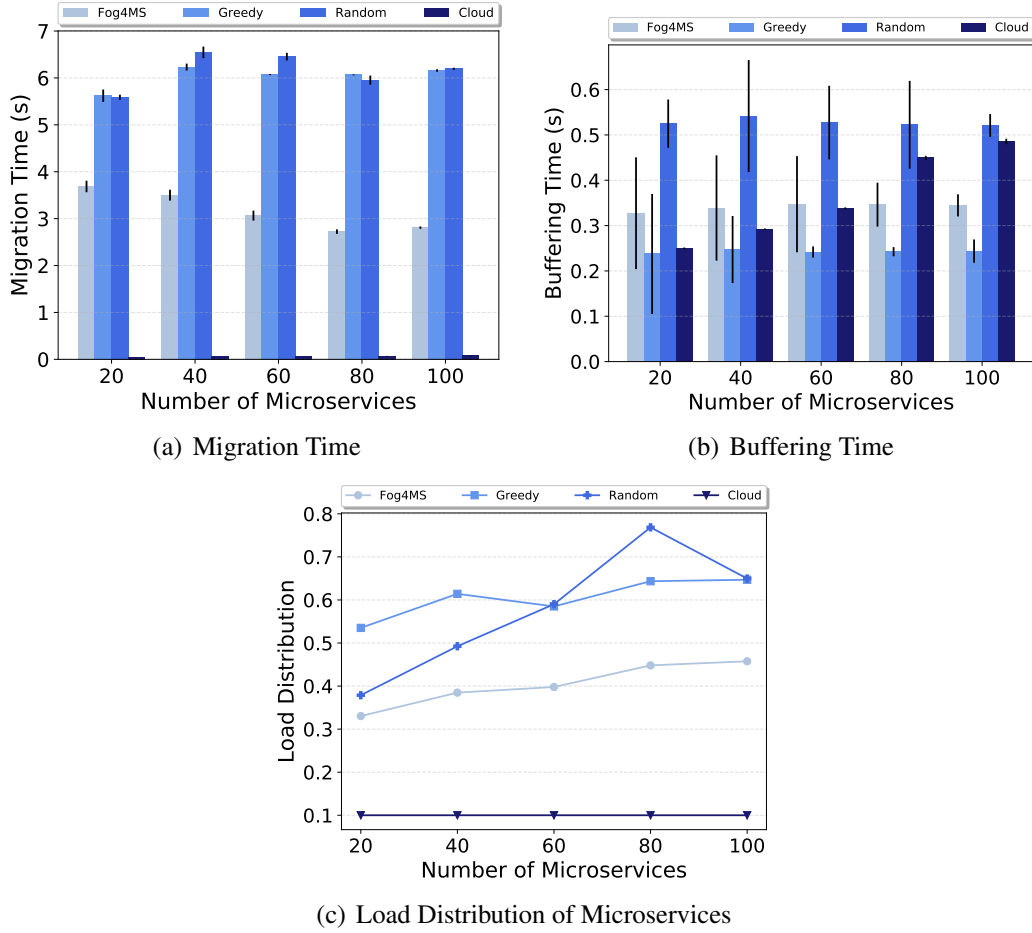 Fog4MS Greedy Random Cloud
7
6
5
4
3
2
1
0
Migration Time (s)
20 40 60 80 100
Number of Microservices
(a) Migration Time
Fog4MS Greedy Random Cloud
0.6
0.5
0.4
0.3
0.2
0.1
0.0
Buffering Time (s)
20 40 60 80 100
Number of Microservices
(b) Buffering Time
Fog4MS Greedy Random Cloud
0.8
0.7
0.6
0.5
0.4
0.3
0.2
0.1
Load Distribution
20 40 60 80 100
Number of Microservices
(c) Load Distribution of Microservices